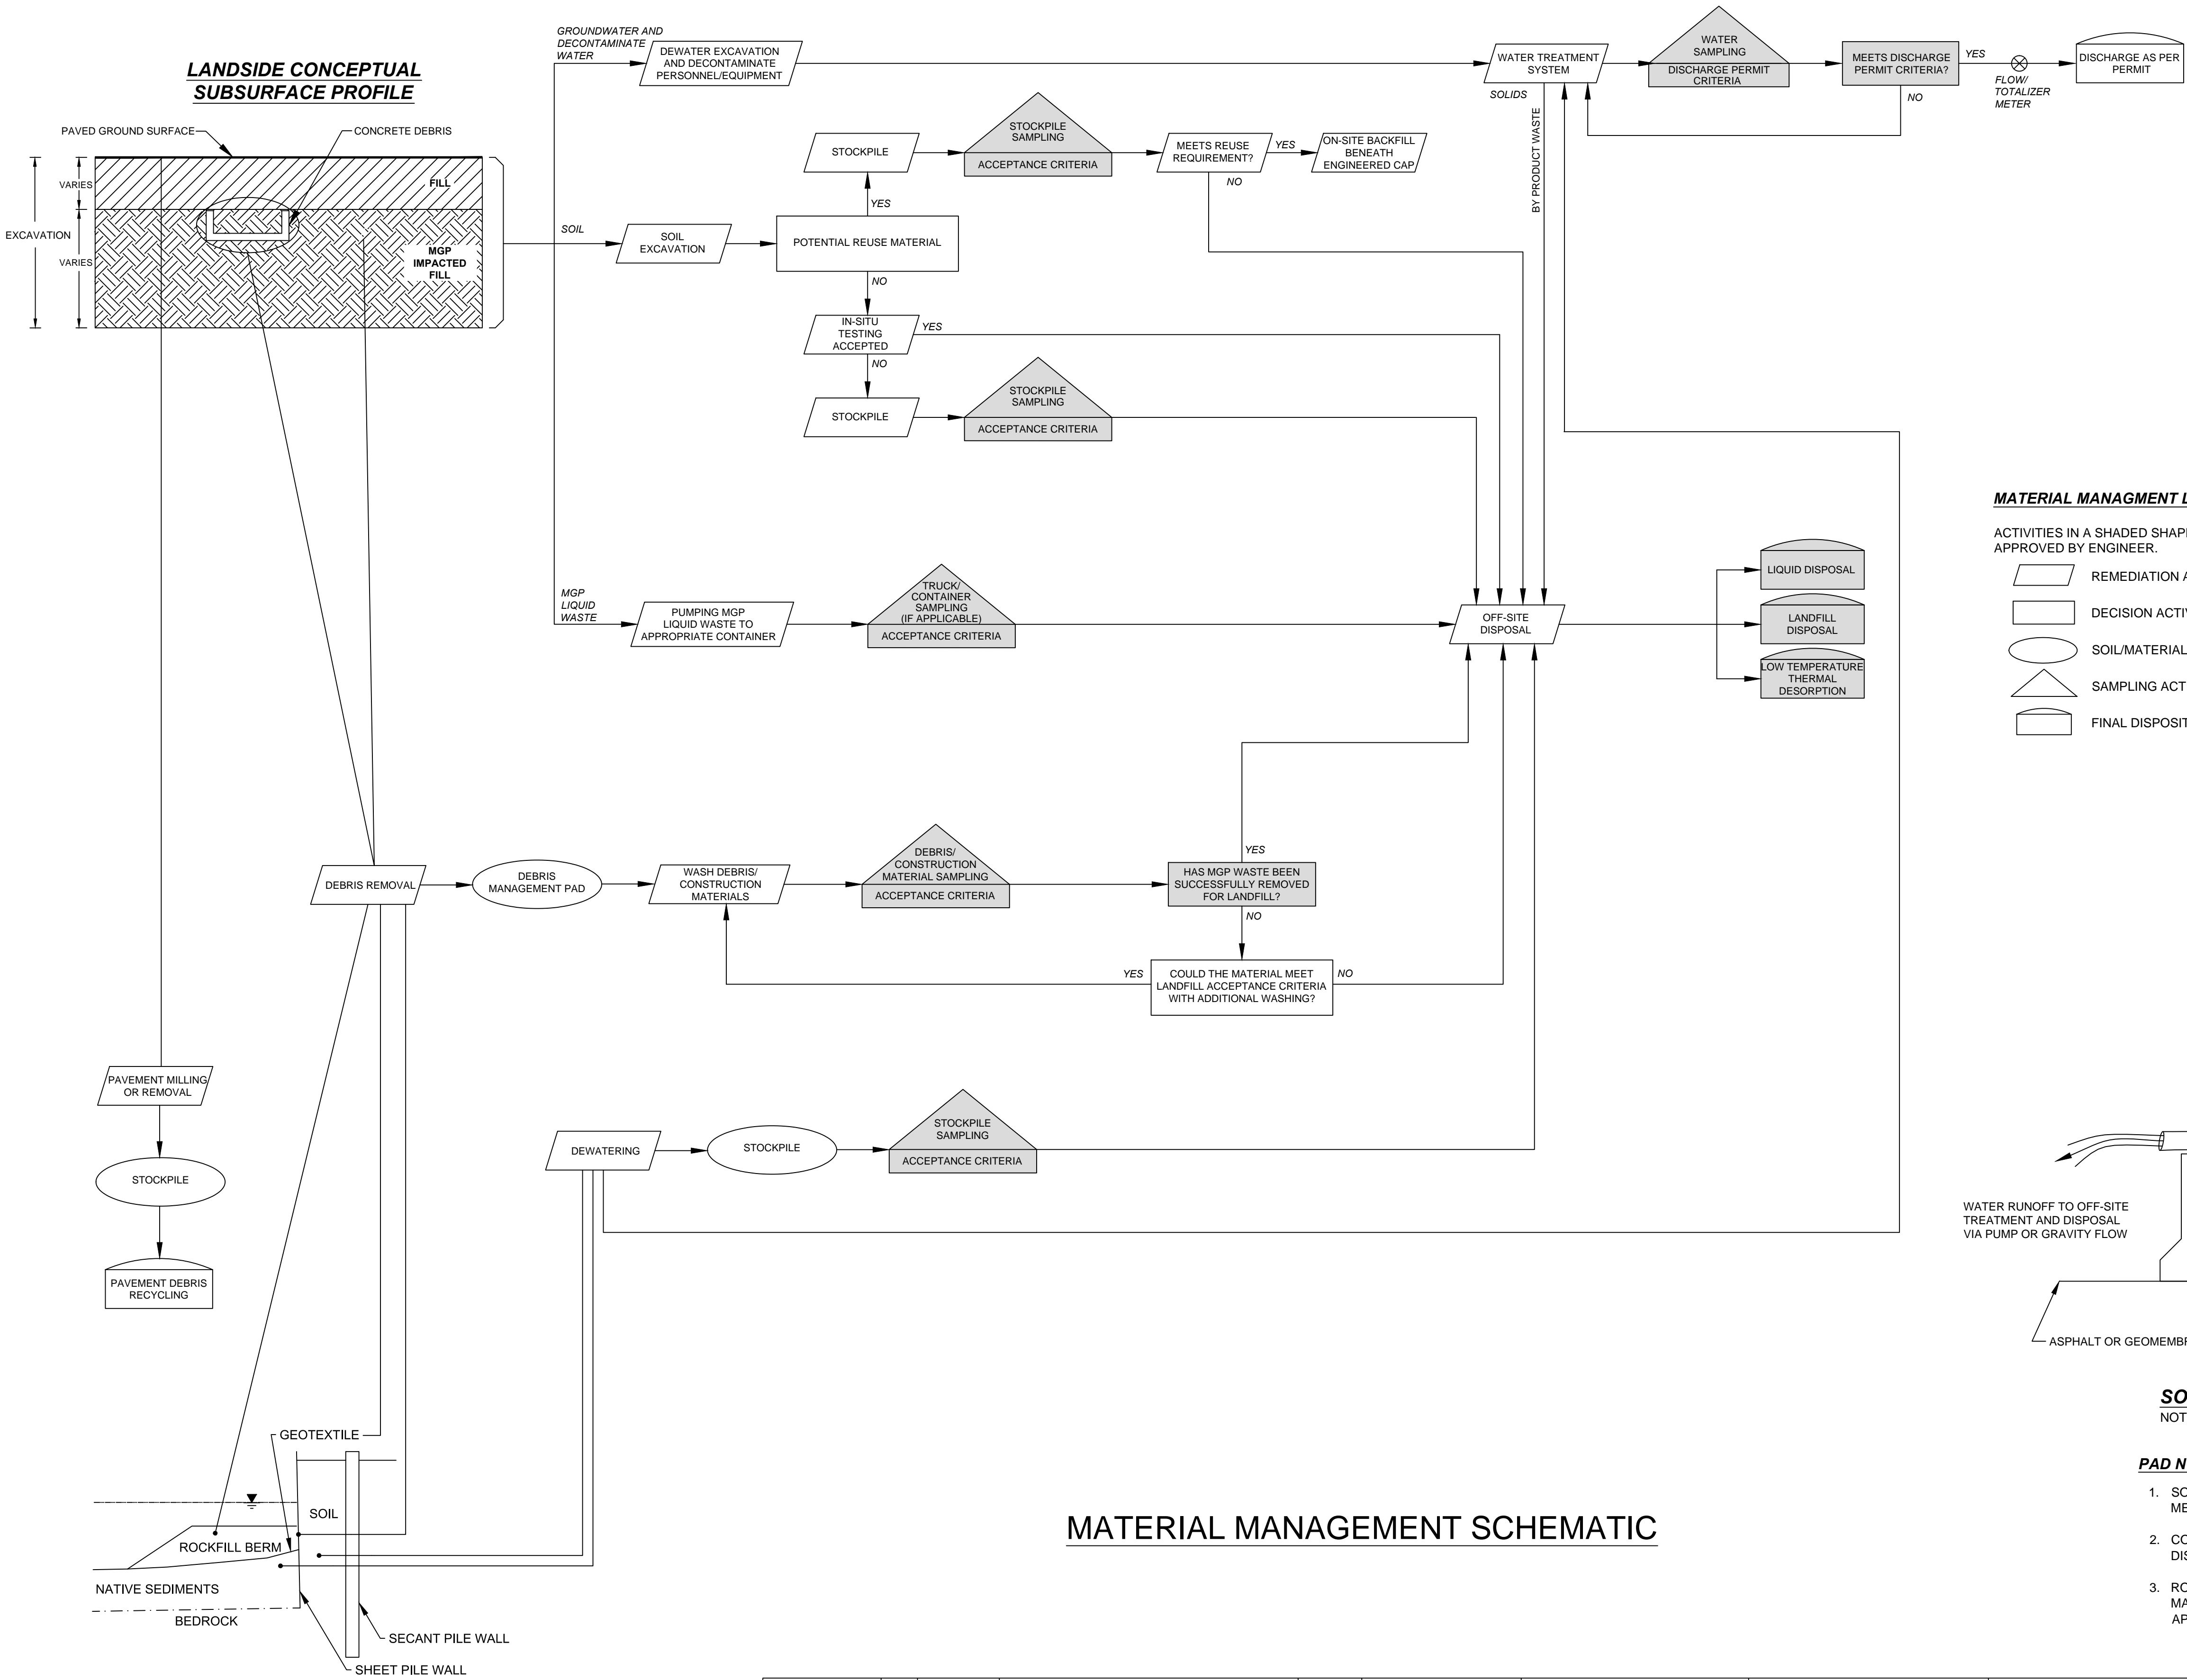 LANDSIDE CONCEPTUAL
SUBSURFACE PROFILE
PAVED GROUND SURFACE
CONCRETE DEBRIS
VARIES
FILL
EXCAVATION
VARIES
MGP
IMPACTED
FILL
GROUNDWATER AND
DECONTAMINATE
WATER
DEWATER EXCAVATION
AND DECONTAMINATE
PERSONNEL/EQUIPMENT
WATER TREATMENT
SYSTEM
SOLIDS
BY PRODUCT WASTE
WATER
SAMPLING
DISCHARGE PERMIT
CRITERIA
MEETS DISCHARGE
PERMIT CRITERIA?
YES
NO
FLOW/
TOTALIZER
METER
DISCHARGE AS PER
PERMIT
STOCKPILE
STOCKPILE
SAMPLING
ACCEPTANCE CRITERIA
MEETS REUSE
REQUIREMENT?
YES
NO
ON-SITE BACKFILL
BENEATH
ENGINEERED CAP
YES
SOIL
SOIL
EXCAVATION
POTENTIAL REUSE MATERIAL
NO
IN-SITU
TESTING
ACCEPTED
YES
NO
STOCKPILE
STOCKPILE
SAMPLING
ACCEPTANCE CRITERIA
MGP
LIQUID
WASTE
PUMPING MGP
LIQUID WASTE TO
APPROPRIATE CONTAINER
TRUCK/
CONTAINER
SAMPLING
(IF APPLICABLE)
ACCEPTANCE CRITERIA
OFF-SITE
DISPOSAL
LIQUID DISPOSAL
LANDFILL
DISPOSAL
LOW TEMPERATURE
THERMAL
DESORPTION
MATERIAL MANAGMENT L
ACTIVITIES IN A SHADED SHAP
APPROVED BY ENGINEER.
REMEDIATION A
DECISION ACTI
SOIL/MATERIAL
SAMPLING ACT
FINAL DISPOSIT
DEBRIS REMOVAL
DEBRIS
MANAGEMENT PAD
WASH DEBRIS/
CONSTRUCTION
MATERIALS
DEBRIS/
CONSTRUCTION
MATERIAL SAMPLING
ACCEPTANCE CRITERIA
YES
HAS MGP WASTE BEEN
SUCCESSFULLY REMOVED
FOR LANDFILL?
NO
YES
COULD THE MATERIAL MEET
LANDFILL ACCEPTANCE CRITERIA
WITH ADDITIONAL WASHING?
NO
PAVEMENT MILLING
OR REMOVAL
STOCKPILE
PAVEMENT DEBRIS
RECYCLING
DEWATERING
STOCKPILE
STOCKPILE
SAMPLING
ACCEPTANCE CRITERIA
WATER RUNOFF TO OFF-SITE
TREATMENT AND DISPOSAL
VIA PUMP OR GRAVITY FLOW
ASPHALT OR GEOMEMB
SO
NOT
PAD N
1. SO
ME
2. CO
DIS
3. RO
MA
AP
GEOTEXTILE
SOIL
ROCKFILL BERM
NATIVE SEDIMENTS
BEDROCK
SECANT PILE WALL
SHEET PILE WALL
MATERIAL MANAGEMENT SCHEMATIC